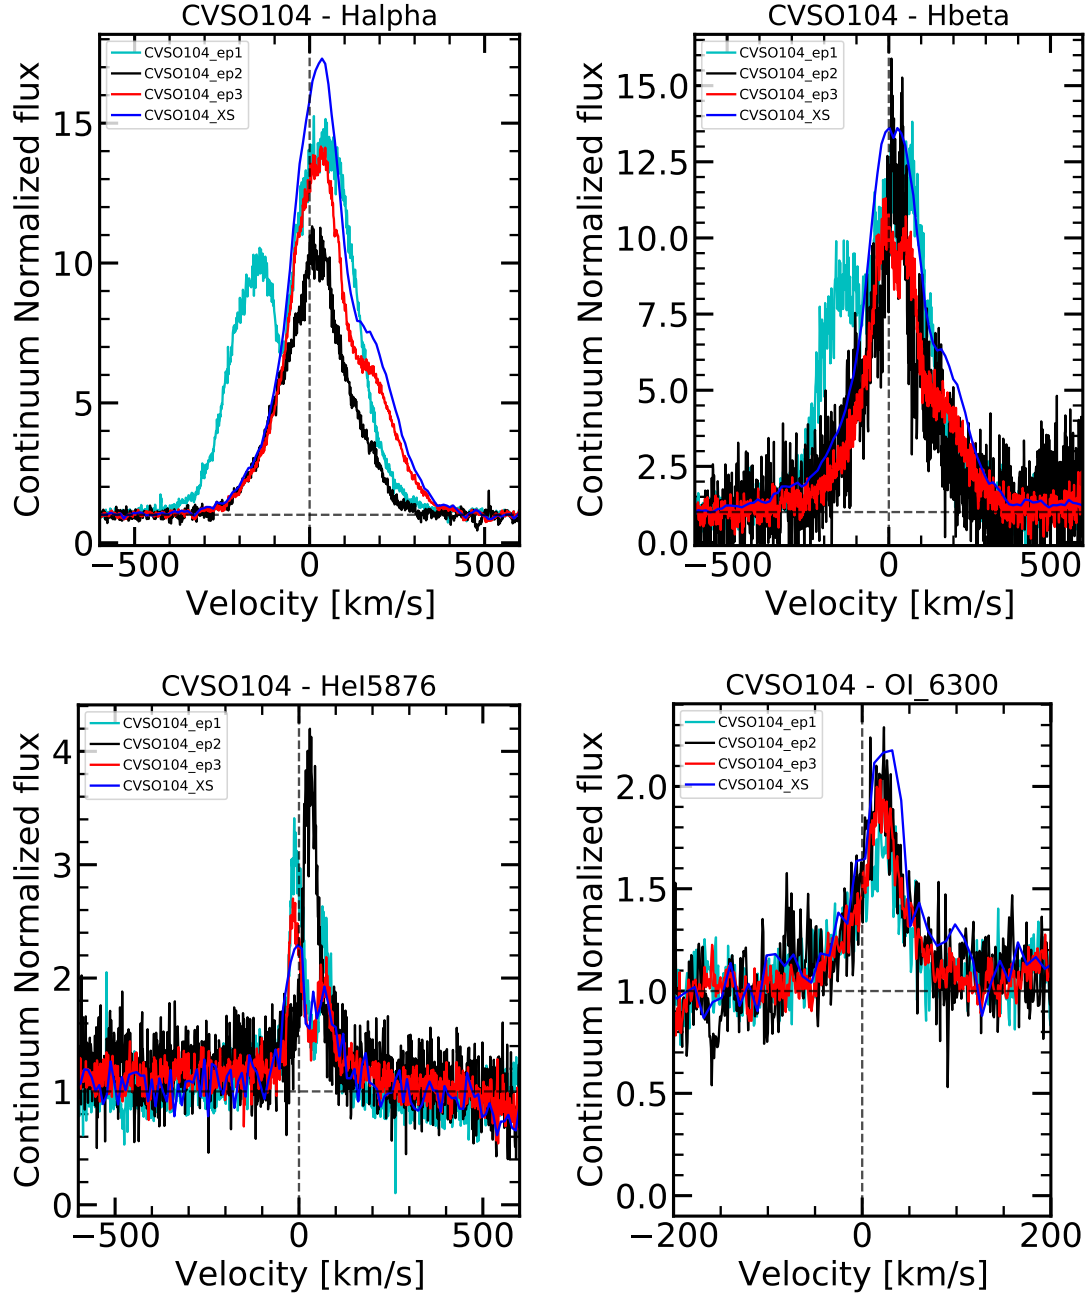 CVSO104 - Halpha
CVSO104_ep1
CVSO104_ep2
CVSO104_ep3
CVSO104_XS
Continuum Normalized flux
15
10
5
0
−500 0 500
Velocity [km/s]
CVSO104 - Hbeta
CVSO104_ep1
CVSO104_ep2
CVSO104_ep3
CVSO104_XS
Continuum Normalized flux
15.0
12.5
10.0
7.5
5.0
2.5
0.0
−500 0 500
Velocity [km/s]
CVSO104 - HeI5876
CVSO104_ep1
CVSO104_ep2
CVSO104_ep3
CVSO104_XS
Continuum Normalized flux
4
3
2
1
0
−500 0 500
Velocity [km/s]
CVSO104 - OI_6300
CVSO104_ep1
CVSO104_ep2
CVSO104_ep3
CVSO104_XS
Continuum Normalized flux
2.0
1.5
1.0
0.5
0.0
−200 0 200
Velocity [km/s]